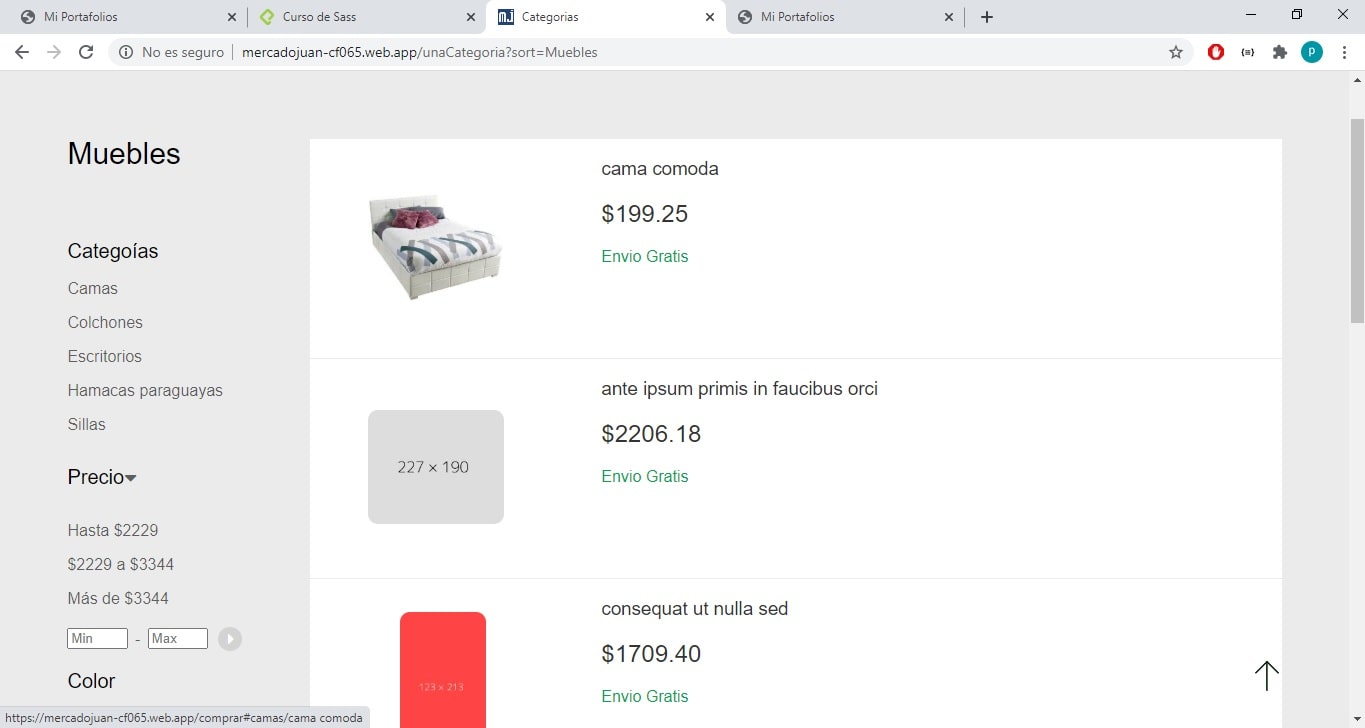 Mi Portafolios
Curso de Sass
mJ
Categorias
Mi Portafolios
No es seguro
mercadojuan-cf065.web.app/unaCategoria?sort=Muebles
P
Muebles
Categoías
Camas
Colchones
Escritorios
Hamacas paraguayas
Sillas
Precio
Hasta $2229
$2229 a $3344
Más de $3344
Min - Max
Color
cama comoda
$199.25
Envio Gratis
227 × 190
ante ipsum primis in faucibus orci
$2206.18
Envio Gratis
123 × 213
consequat ut nulla sed
$1709.40
Envio Gratis
https://mercadojuan-cf065.web.app/comprar#camas/cama comoda